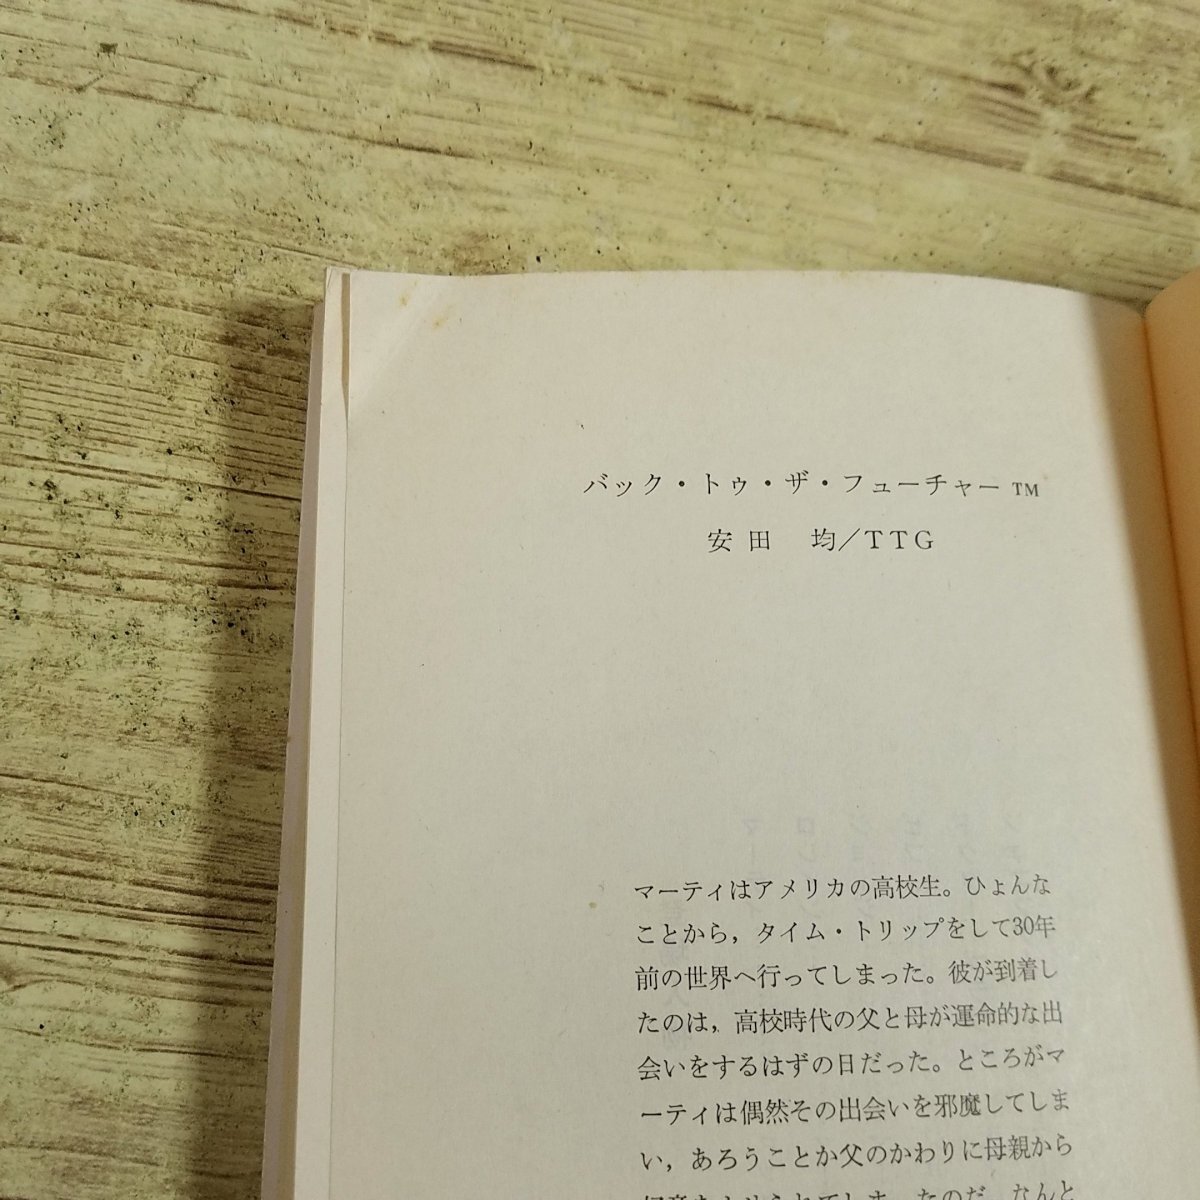 バック・トゥ・ザ・フューチャー TM
安田 均／TTG
マーティはアメリカの高校生。ひょんな
ことから，タイム・トリップをして30年
前の世界へ行ってしまった。彼が到着し
たのは，高校時代の父と母が運命的な出
会いをするはずの日だった。ところがマ
ーティは偶然その出会いを邪魔してしま
い，あろうことか父のかわりに母親から